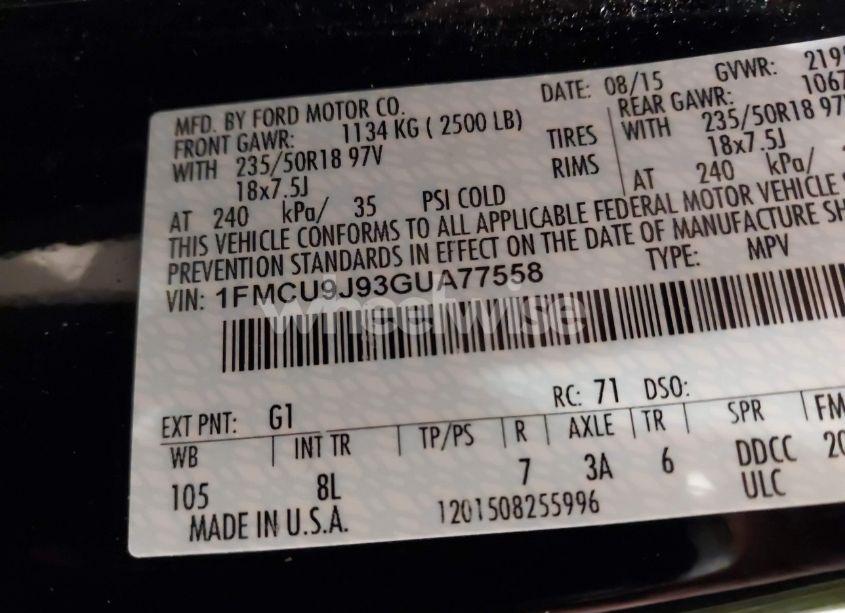 MFD. BY FORD MOTOR CO. DATE: 08/15 GVWR:
FRONT GAWR: 1134 KG ( 2500 LB) REAR GAWR:
WITH 235/50R18 97V TIRES WITH 235/50R18
18x7.5J RIMS 18x7.5J
AT 240 kPa/ 35 PSI COLD AT 240 kPa/
THIS VEHICLE CONFORMS TO ALL APPLICABLE FEDERAL MOTOR VEHICLE
PREVENTION STANDARDS IN EFFECT ON THE DATE OF MANUFACTURE
VIN: 1FMCU9J93GUA77558 TYPE: MPV
wheelwise
EXT PNT: G1 RC: 71 DSO:
WB INT TR TP/PS R AXLE TR SPR
105 8L 7 3A 6 DDCC
MADE IN U.S.A. 1201508255996 ULC